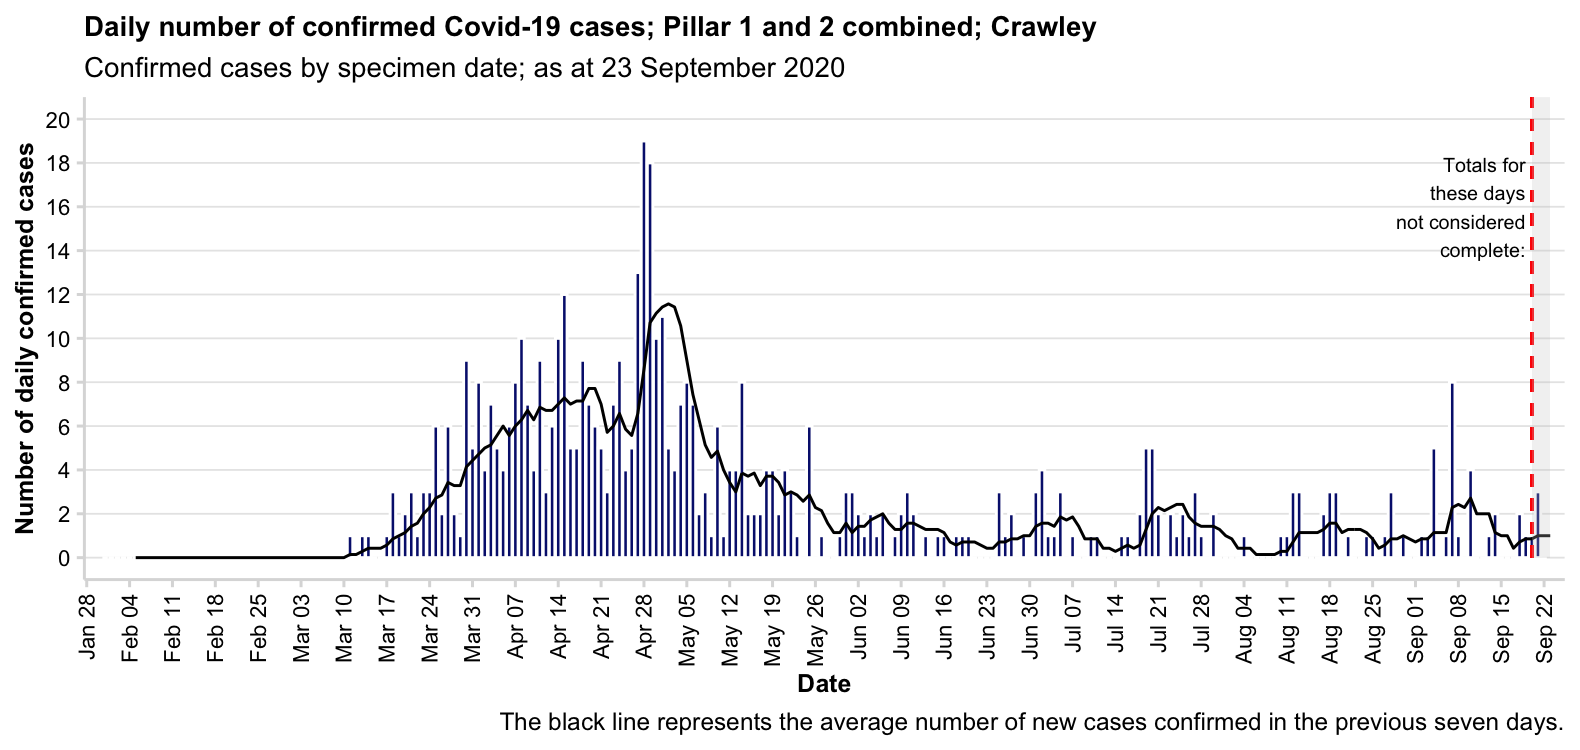 Daily number of confirmed Covid-19 cases; Pillar 1 and 2 combined; Crawley
Confirmed cases by specimen date; as at 23 September 2020
Number of daily confirmed cases
20
18
16
14
12
10
8
6
4
2
0
Totals for
these days
not considered
complete:
Jan 28
Feb 04
Feb 11
Feb 18
Feb 25
Mar 03
Mar 10
Mar 17
Mar 24
Mar 31
Apr 07
Apr 14
Apr 21
Apr 28
May 05
May 12
May 19
May 26
Jun 02
Jun 09
Jun 16
Jun 23
Jun 30
Jul 07
Jul 14
Jul 21
Jul 28
Aug 04
Aug 11
Aug 18
Aug 25
Sep 01
Sep 08
Sep 15
Sep 22
Date
The black line represents the average number of new cases confirmed in the previous seven days.